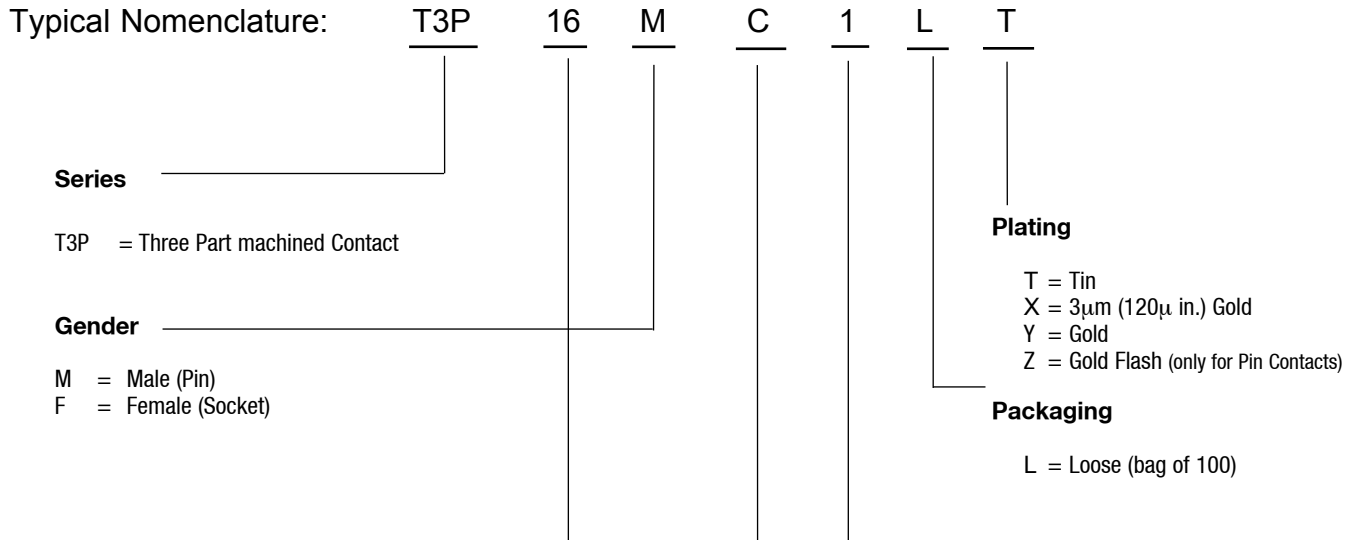 Typical Nomenclature: T3P 16 M C 1 L T
Series
T3P = Three Part machined Contact
Gender
M = Male (Pin)
F = Female (Socket)
Plating
T = Tin
X = 3μm (120μ in.) Gold
Y = Gold
Z = Gold Flash (only for Pin Contacts)
Packaging
L = Loose (bag of 100)